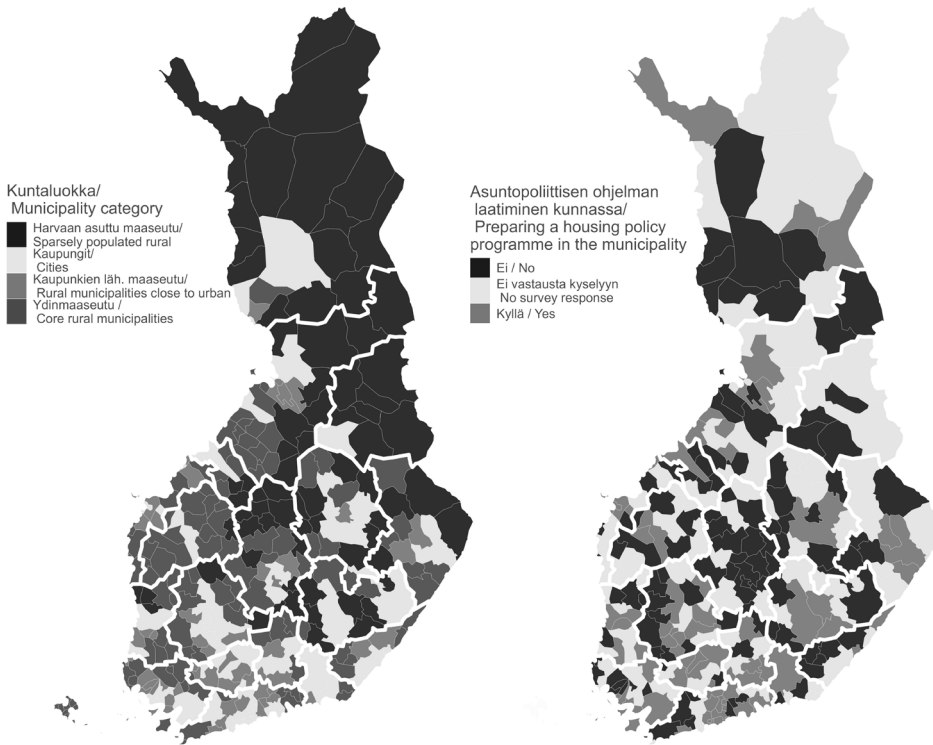 Kuntaluokka/
Municipality category
Harvaan asuttu maaseutu/
Sparsely populated rural
Kaupungit/
Cities
Kaupunkien läh. maaseutu/
Rural municipalities close to urban
Ydinmaaseutu /
Core rural municipalities
Asuntopoliittisen ohjelman
laatiminen kunnassa/
Preparing a housing policy
programme in the municipality
Ei / No
Ei vastausta kyselyyn
No survey response
Kyllä / Yes